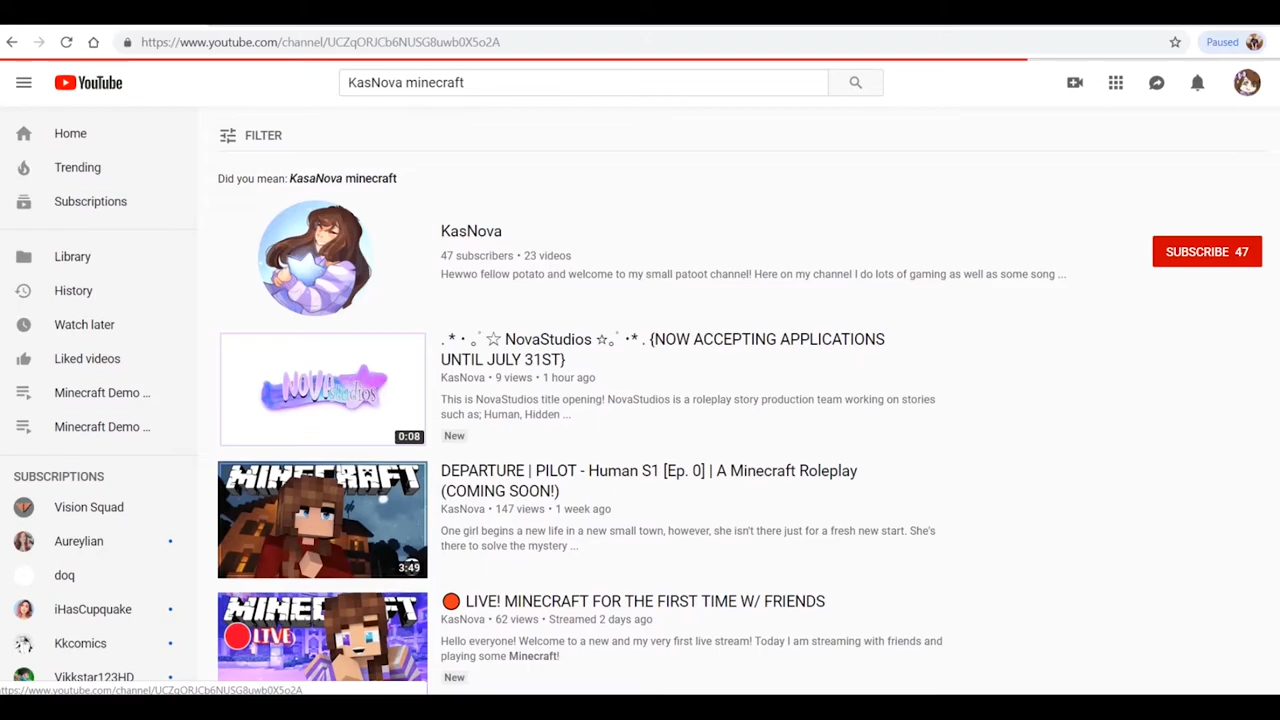 https://www.youtube.com/channel/UCZqORJCb6NUSG8uwb0X5o2A
Paused
YouTube
KasNova minecraft
Home
Trending
Subscriptions
Library
History
Watch later
Liked videos
Minecraft Demo ...
Minecraft Demo ...
SUBSCRIPTIONS
Vision Squad
Aureylian
doq
iHasCupquake
Kkcomics
Vikkstar123HD
FILTER
Did you mean: KasaNova minecraft
KasNova
47 subscribers • 23 videos
Hewwo fellow potato and welcome to my small patoot channel! Here on my channel I do lots of gaming as well as some song ...
SUBSCRIBE 47
NOVA
studios
0:08
. * ・ 。゚ ☆ NovaStudios ☆。゚ ･* . {NOW ACCEPTING APPLICATIONS
UNTIL JULY 31ST}
KasNova • 9 views • 1 hour ago
This is NovaStudios title opening! NovaStudios is a roleplay story production team working on stories
such as; Human, Hidden ...
New
MINECRAFT
3:49
DEPARTURE | PILOT - Human S1 [Ep. 0] | A Minecraft Roleplay
(COMING SOON!)
KasNova • 147 views • 1 week ago
One girl begins a new life in a new small town, however, she isn't there just for a fresh new start. She's
there to solve the mystery ...
MINECRAFT
(LIVE)
🔴 LIVE! MINECRAFT FOR THE FIRST TIME W/ FRIENDS
KasNova • 62 views • Streamed 2 days ago
Hello everyone! Welcome to a new and my very first live stream! Today I am streaming with friends and
playing some Minecraft!
New
https://www.youtube.com/channel/UCZqORJCb6NUSG8uwb0X5o2A